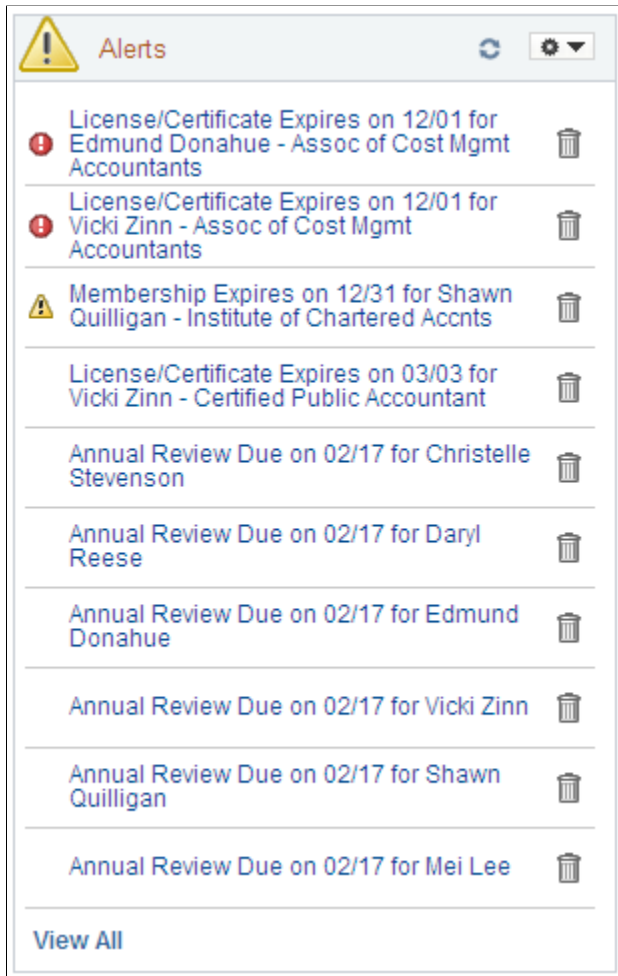 Alerts
License/Certificate Expires on 12/01 for
Edmund Donahue - Assoc of Cost Mgmt
Accountants
License/Certificate Expires on 12/01 for
Vicki Zinn - Assoc of Cost Mgmt
Accountants
Membership Expires on 12/31 for Shawn
Quilligan - Institute of Chartered Accnts
License/Certificate Expires on 03/03 for
Vicki Zinn - Certified Public Accountant
Annual Review Due on 02/17 for Christelle
Stevenson
Annual Review Due on 02/17 for Daryl
Reese
Annual Review Due on 02/17 for Edmund
Donahue
Annual Review Due on 02/17 for Vicki Zinn
Annual Review Due on 02/17 for Shawn
Quilligan
Annual Review Due on 02/17 for Mei Lee
View All